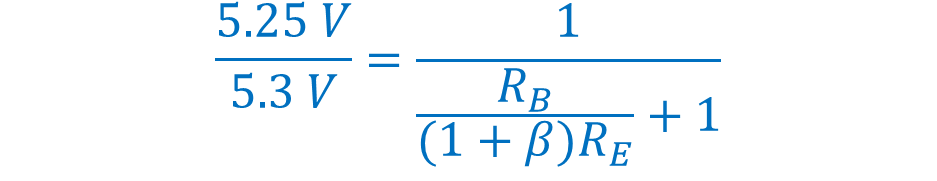 5.25 V / 5.3 V = 1 / (R_B / ((1 + β)R_E) + 1)